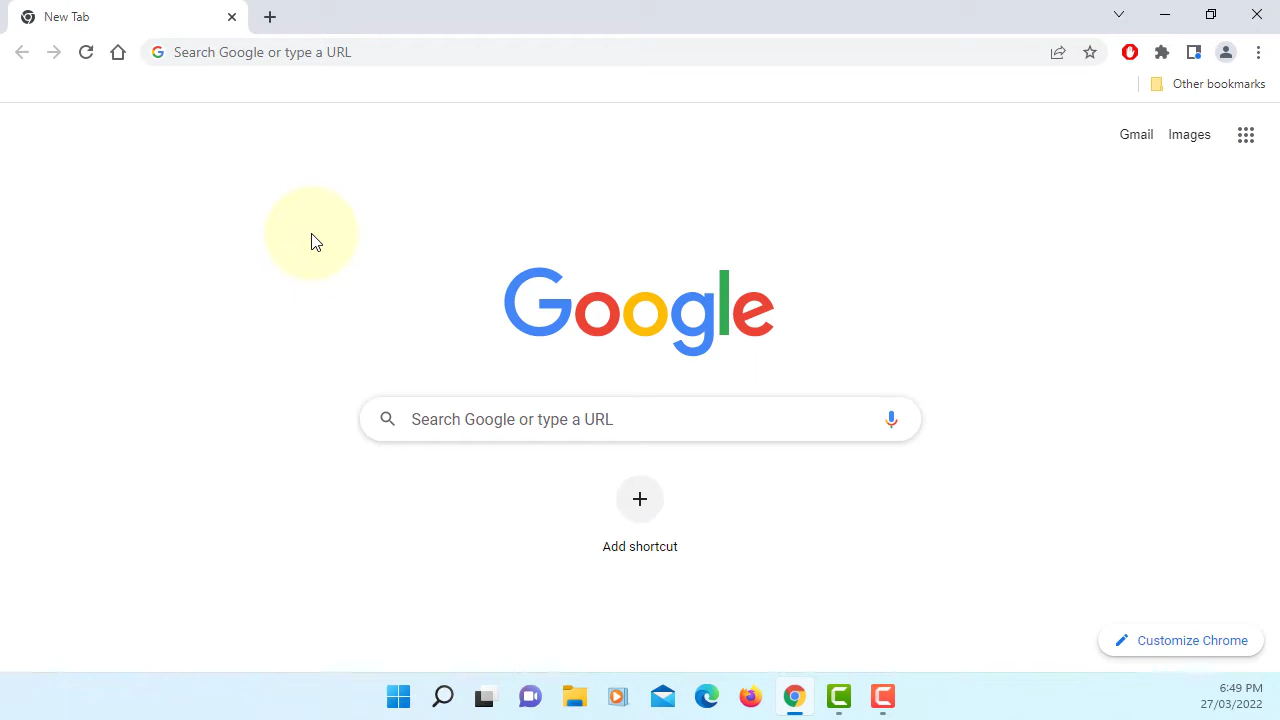 New Tab
Search Google or type a URL
Other bookmarks
Gmail Images
Google
Search Google or type a URL
Add shortcut
Customize Chrome
6:49 PM
27/03/2022